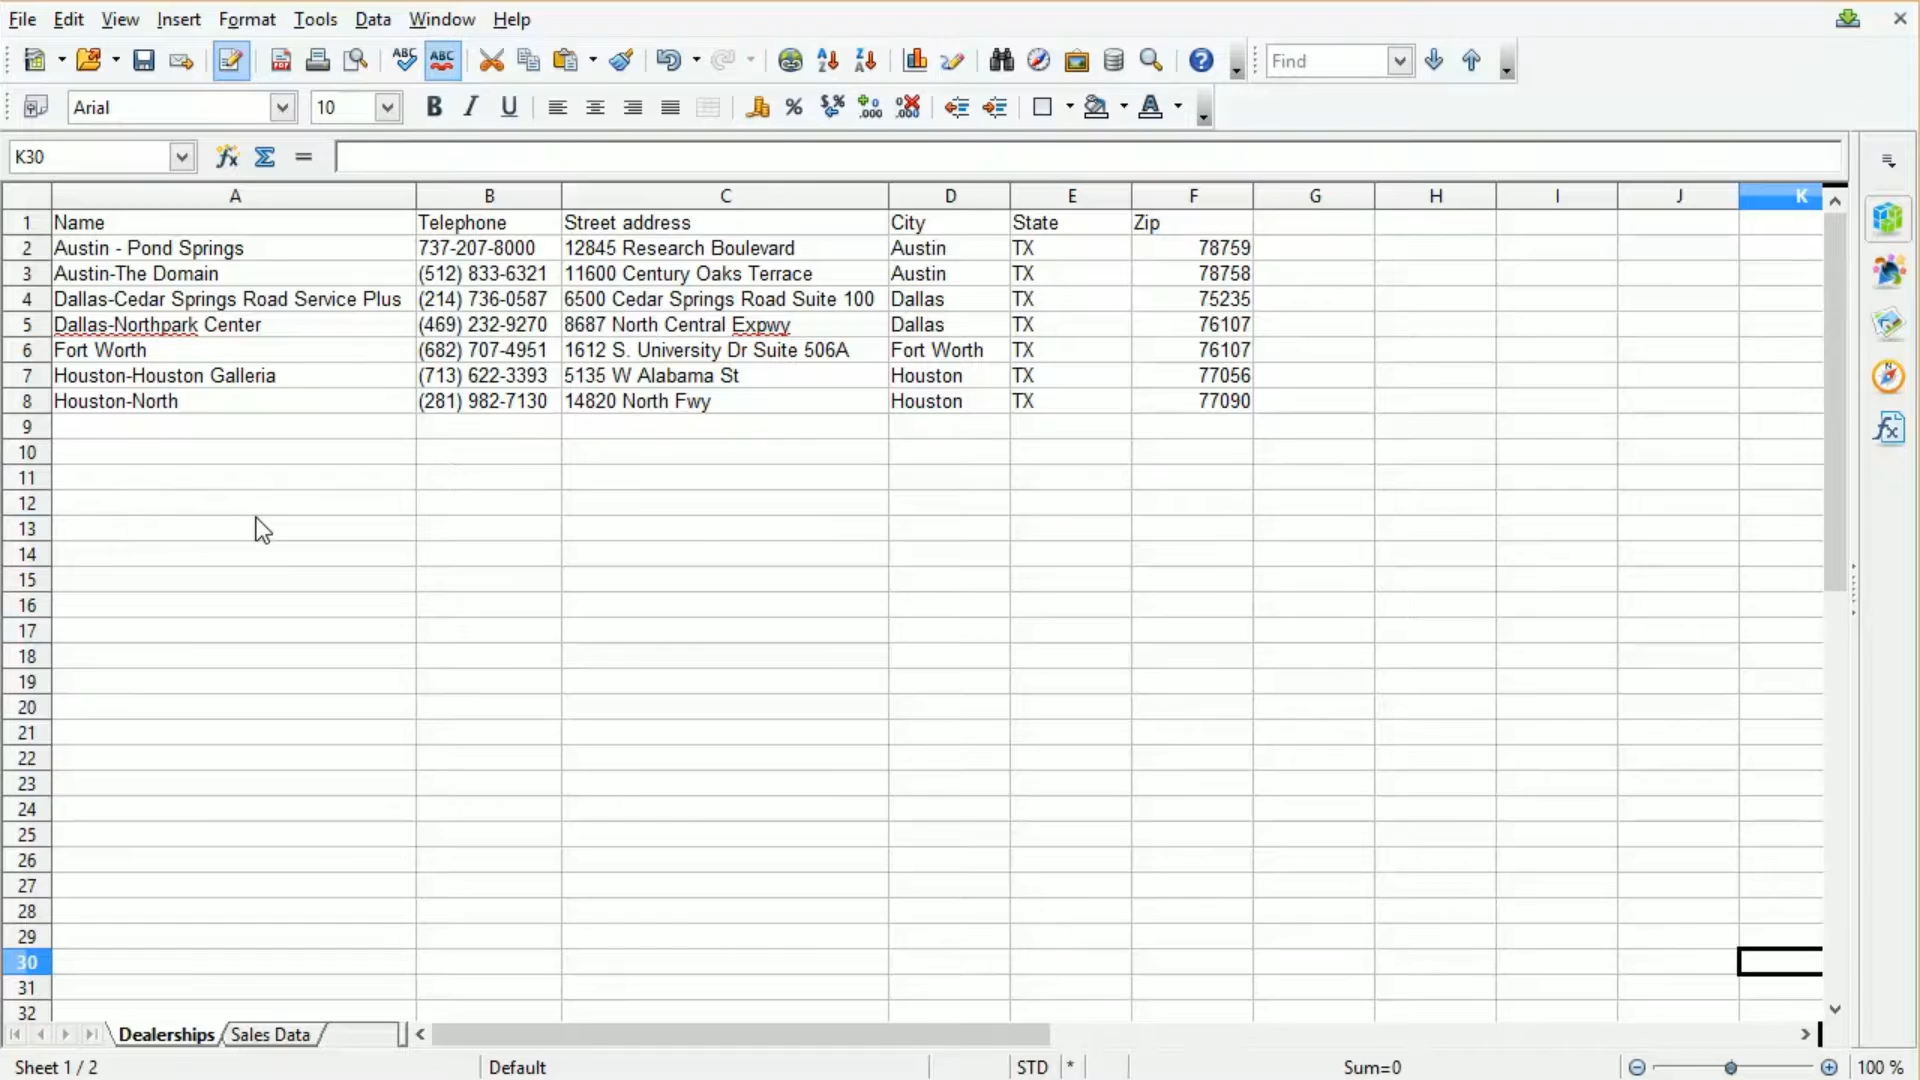 File Edit View Insert Format Tools Data Window Help
ABC ABC Find
Arial 10 B I U
K30
A B C D E F G H I J K
1 Name Telephone Street address City State Zip
2 Austin - Pond Springs 737-207-8000 12845 Research Boulevard Austin TX 78759
3 Austin-The Domain (512) 833-6321 11600 Century Oaks Terrace Austin TX 78758
4 Dallas-Cedar Springs Road Service Plus (214) 736-0587 6500 Cedar Springs Road Suite 100 Dallas TX 75235
5 Dallas-Northpark Center (469) 232-9270 8687 North Central Expwy Dallas TX 76107
6 Fort Worth (682) 707-4951 1612 S. University Dr Suite 506A Fort Worth TX 76107
7 Houston-Houston Galleria (713) 622-3393 5135 W Alabama St Houston TX 77056
8 Houston-North (281) 982-7130 14820 North Fwy Houston TX 77090
9
10
11
12
13
14
15
16
17
18
19
20
21
22
23
24
25
26
27
28
29
30
31
32
Dealerships Sales Data
Sheet 1 / 2 Default STD * Sum=0 100 %